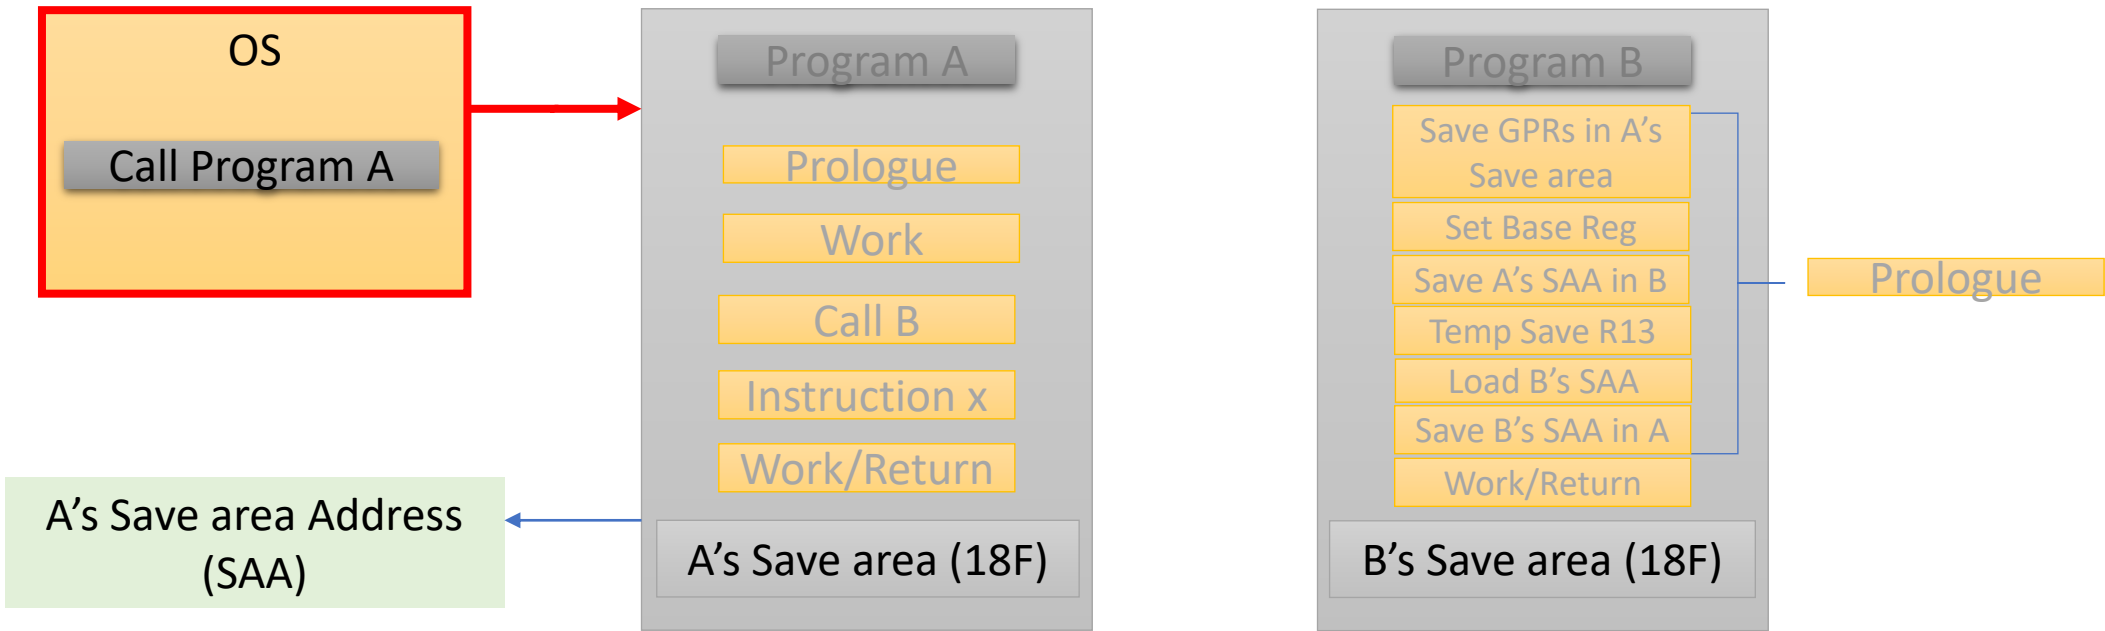 OS
Call Program A
A’s Save area Address
(SAA)
Program A
Prologue
Work
Call B
Instruction x
Work/Return
A’s Save area (18F)
Program B
Save GPRs in A’s
Save area
Set Base Reg
Save A’s SAA in B
Temp Save R13
Load B’s SAA
Save B’s SAA in A
Work/Return
B’s Save area (18F)
Prologue